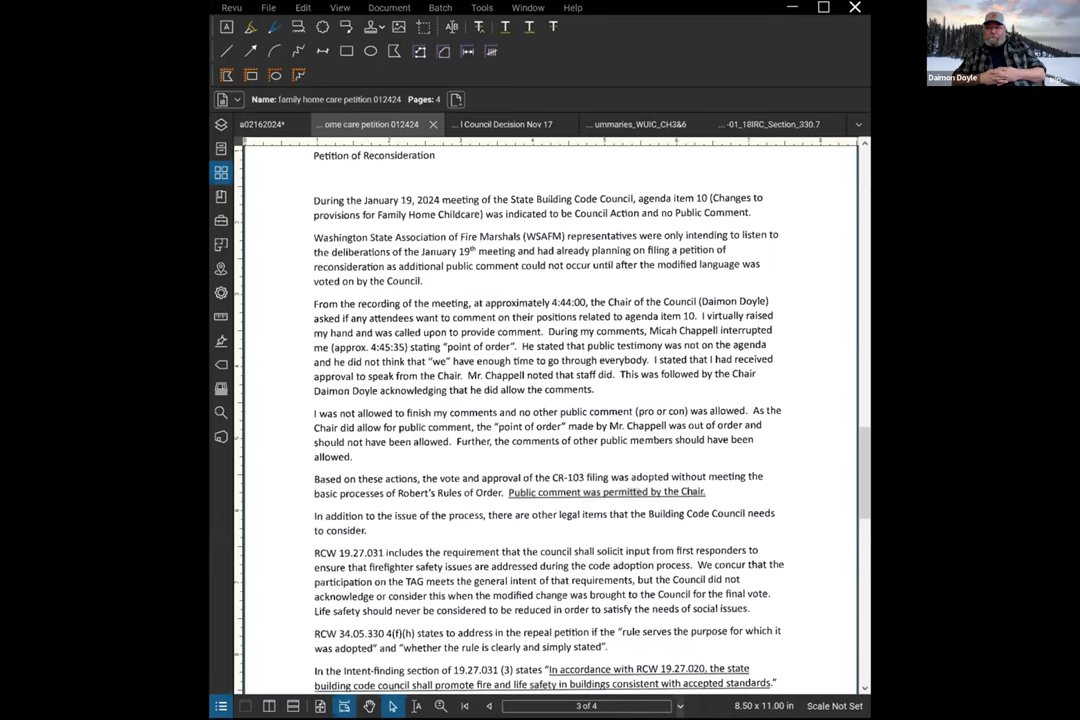 Revu File Edit View Document Batch Tools Window Help
Name: family home care petition 012424 Pages: 4
a02162024* ... ome care petition 012424 ... l Council Decision Nov 17 ... ummaries_WUIC_CH3&6 ... -01_18IRC_Section_330.7
Petition of Reconsideration
During the January 19, 2024 meeting of the State Building Code Council, agenda item 10 (Changes to
provisions for Family Home Childcare) was indicated to be Council Action and no Public Comment.
Washington State Association of Fire Marshals (WSAFM) representatives were only intending to listen to
the deliberations of the January 19th meeting and had already planning on filing a petition of
reconsideration as additional public comment could not occur until after the modified language was
voted on by the Council.
From the recording of the meeting, at approximately 4:44:00, the Chair of the Council (Daimon Doyle)
asked if any attendees want to comment on their positions related to agenda item 10. I virtually raised
my hand and was called upon to provide comment. During my comments, Micah Chappell interrupted
me (approx. 4:45:35) stating “point of order”. He stated that public testimony was not on the agenda
and he did not think that “we” have enough time to go through everybody. I stated that I had received
approval to speak from the Chair. Mr. Chappell noted that staff did. This was followed by the Chair
Daimon Doyle acknowledging that he did allow the comments.
I was not allowed to finish my comments and no other public comment (pro or con) was allowed. As the
Chair did allow for public comment, the “point of order” made by Mr. Chappell was out of order and
should not have been allowed. Further, the comments of other public members should have been
allowed.
Based on these actions, the vote and approval of the CR-103 filing was adopted without meeting the
basic processes of Robert’s Rules of Order. Public comment was permitted by the Chair.
In addition to the issue of the process, there are other legal items that the Building Code Council needs
to consider.
RCW 19.27.031 includes the requirement that the council shall solicit input from first responders to
ensure that firefighter safety issues are addressed during the code adoption process. We concur that the
participation on the TAG meets the general intent of that requirements, but the Council did not
acknowledge or consider this when the modified change was brought to the Council for the final vote.
Life safety should never be considered to be reduced in order to satisfy the needs of social issues.
RCW 34.05.330 4(f)(h) states to address in the repeal petition if the “rule serves the purpose for which it
was adopted” and “whether the rule is clearly and simply stated”.
In the Intent-finding section of 19.27.031 (3) states “In accordance with RCW 19.27.020, the state
building code council shall promote fire and life safety in buildings consistent with accepted standards.”
3 of 4 8.50 x 11.00 in Scale Not Set
Daimon Doyle